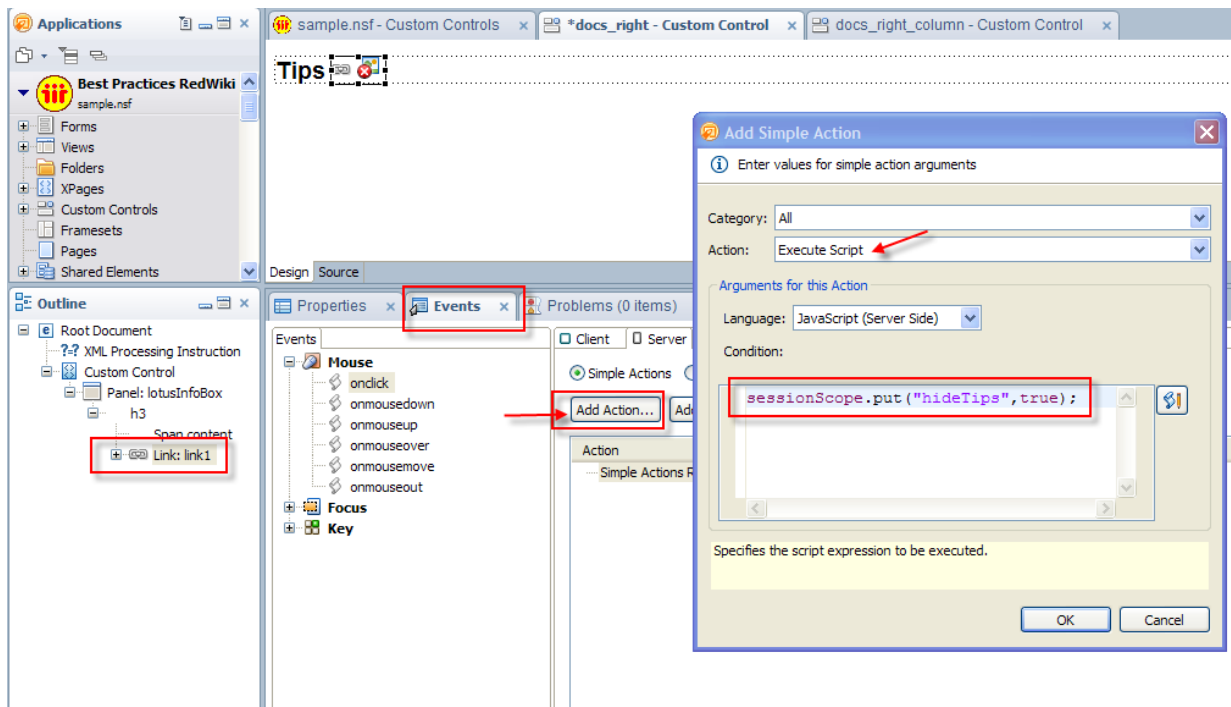 Applications
Best Practices RedWiki
sample.nsf
Forms
Views
Folders
XPages
Custom Controls
Framesets
Pages
Shared Elements
sample.nsf - Custom Controls
*docs_right - Custom Control
docs_right_column - Custom Control
Tips
Design Source
Outline
Root Document
?=? XML Processing Instruction
Custom Control
Panel: lotusInfoBox
h3
Span content
Link: link1
Properties
Events
Problems (0 items)
Events
Mouse
onclick
onmousedown
onmouseup
onmouseover
onmousemove
onmouseout
Focus
Key
Client
Server
Simple Actions
Add Action...
Action
Simple Actions
Add Simple Action
Enter values for simple action arguments
Category: All
Action: Execute Script
Arguments for this Action
Language: JavaScript (Server Side)
Condition:
sessionScope.put("hideTips",true);
Specifies the script expression to be executed.
OK
Cancel